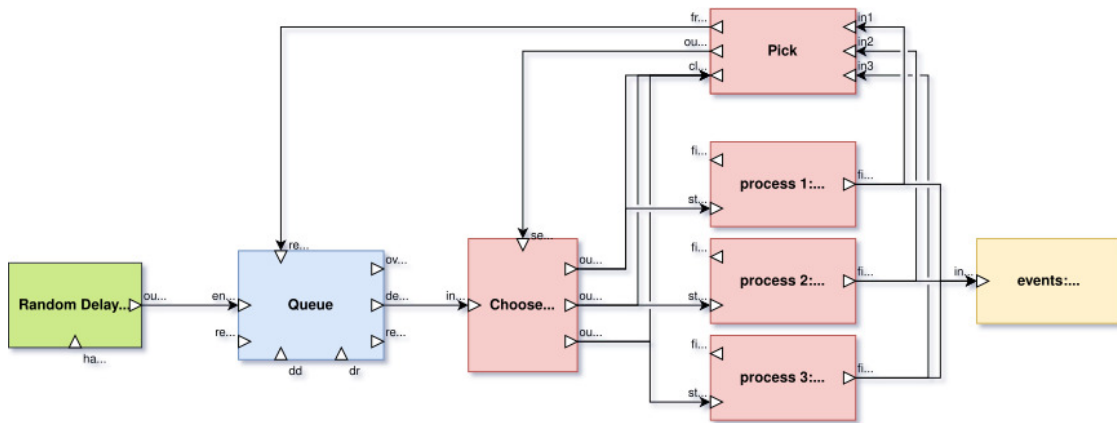 fr...
in1
ou...
Pick
in2
cl...
in3
fi...
process 1:...
fi...
st...
re...
se...
fi...
ov...
ou...
process 2:...
fi...
Random Delay...
ou...
en...
Queue
de...
in...
Choose...
ou...
st...
in...
events:...
re...
re...
ou...
fi...
ha...
dd
dr
process 3:...
fi...
st...